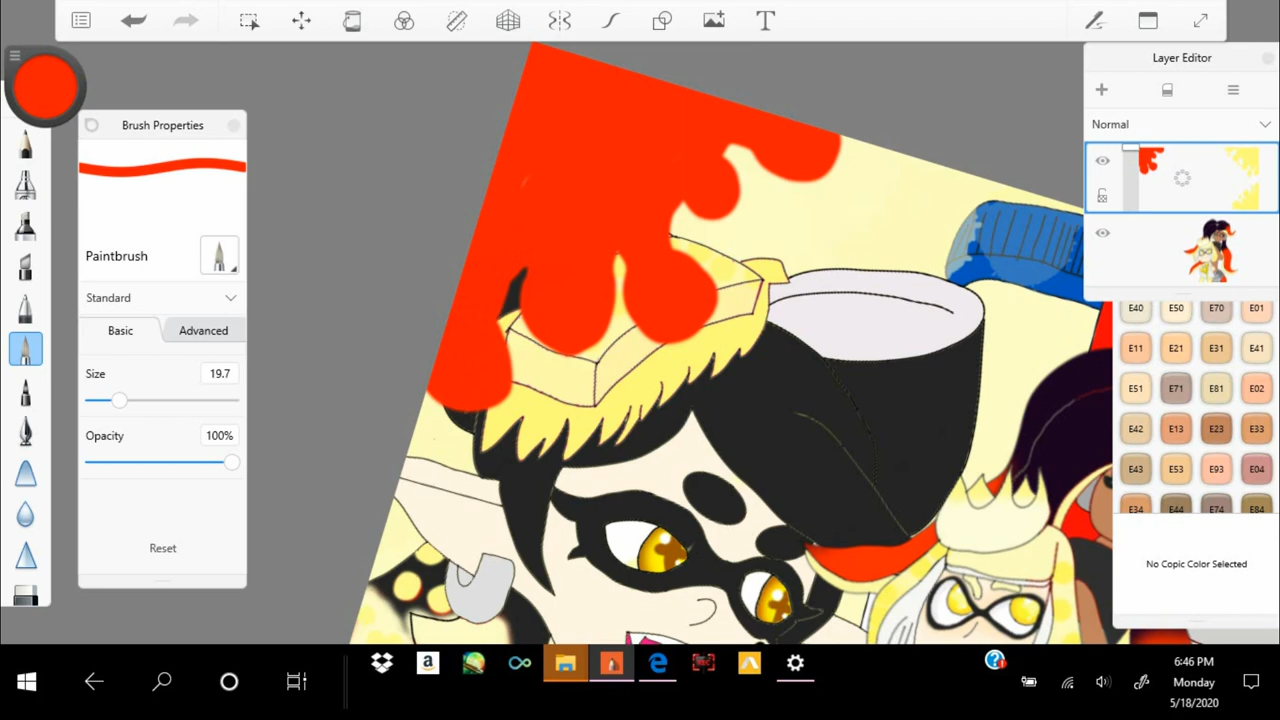 T
Layer Editor
Normal
Brush Properties
Paintbrush
Standard
Basic
Advanced
Size
19.7
Opacity
100%
Reset
E40 E50 E70 E01
E11 E21 E31 E41
E51 E71 E81 E02
E42 E13 E23 E33
E43 E53 E93 E04
E34 E44 E74 E84
No Copic Color Selected
a
e
6:46 PM
Monday
5/18/2020